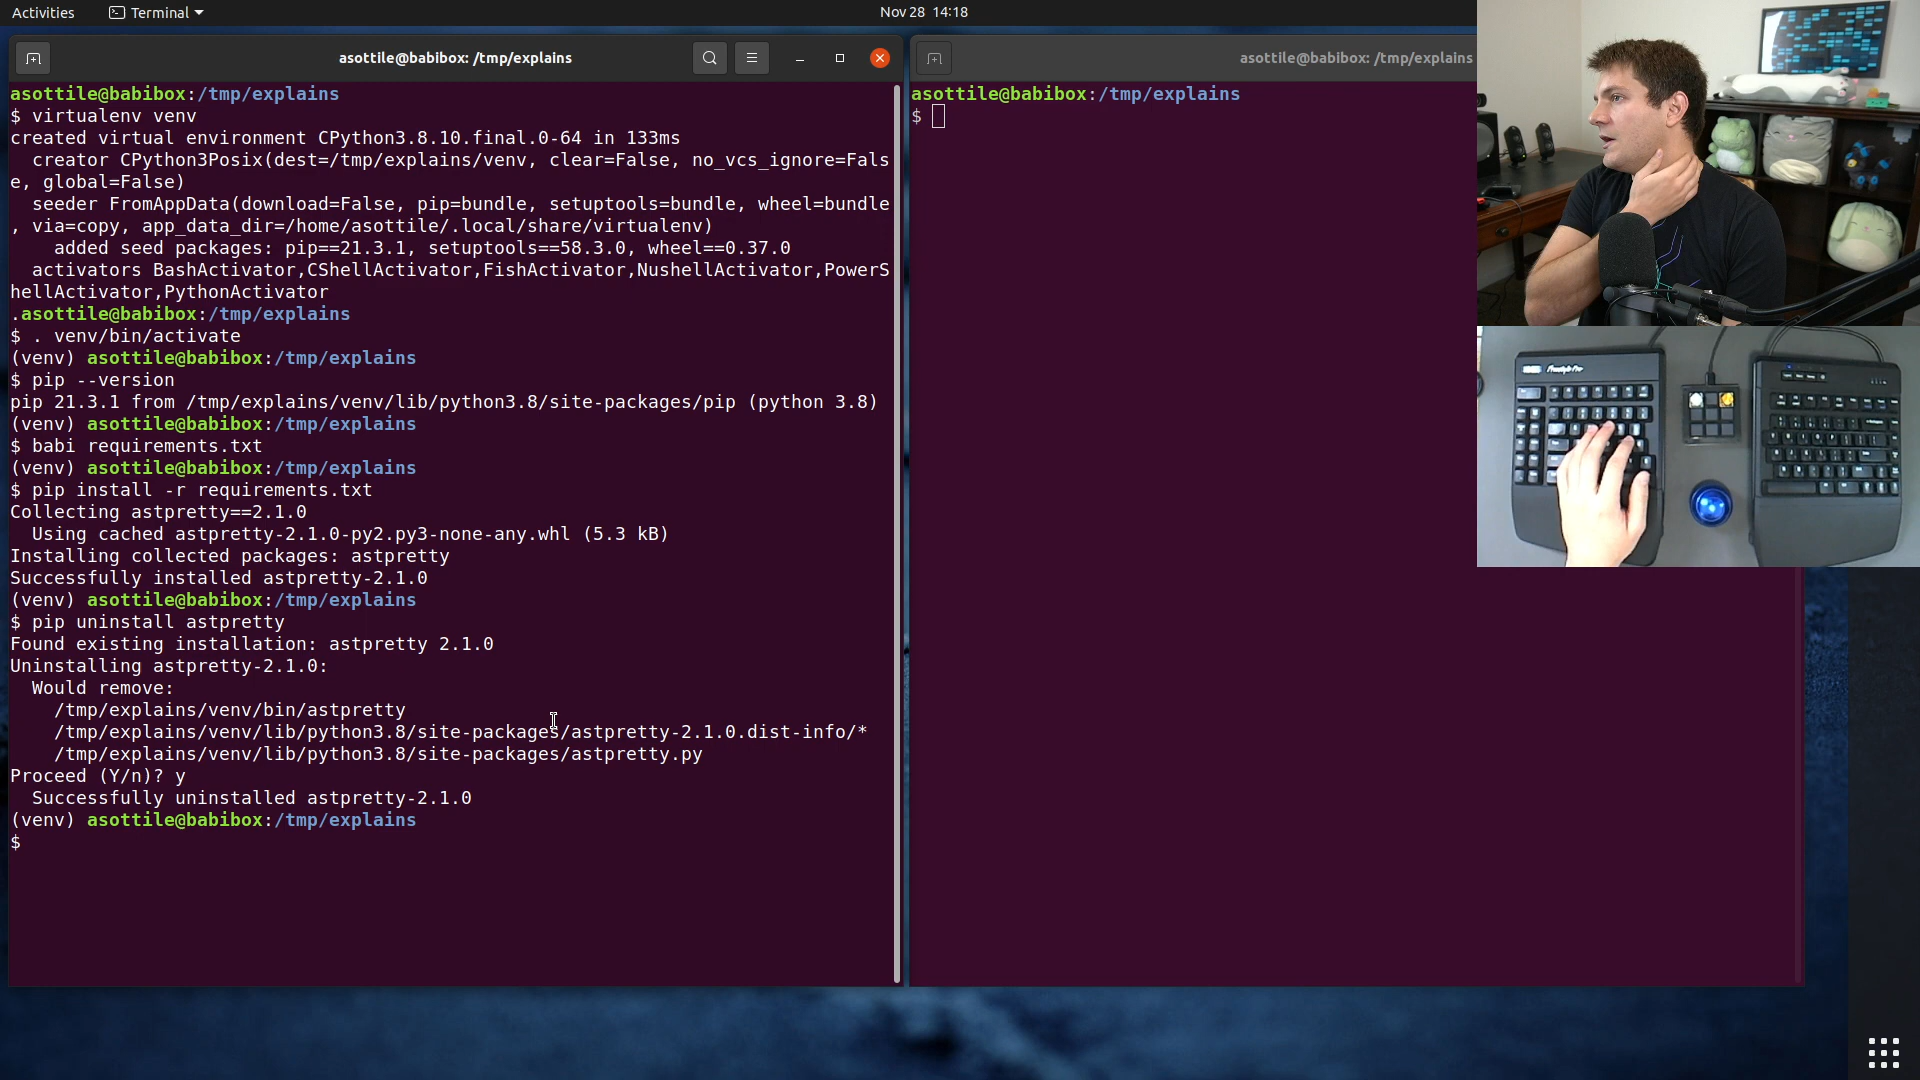 Activities
Terminal
Nov 28 14:18
asottile@babibox: /tmp/explains
asottile@babibox:/tmp/explains
$ virtualenv venv
created virtual environment CPython3.8.10.final.0-64 in 133ms
  creator CPython3Posix(dest=/tmp/explains/venv, clear=False, no_vcs_ignore=Fals
e, global=False)
  seeder FromAppData(download=False, pip=bundle, setuptools=bundle, wheel=bundle
, via=copy, app_data_dir=/home/asottile/.local/share/virtualenv)
    added seed packages: pip==21.3.1, setuptools==58.3.0, wheel==0.37.0
  activators BashActivator,CShellActivator,FishActivator,NushellActivator,PowerS
hellActivator,PythonActivator
.asottile@babibox:/tmp/explains
$ . venv/bin/activate
(venv) asottile@babibox:/tmp/explains
$ pip --version
pip 21.3.1 from /tmp/explains/venv/lib/python3.8/site-packages/pip (python 3.8)
(venv) asottile@babibox:/tmp/explains
$ babi requirements.txt
(venv) asottile@babibox:/tmp/explains
$ pip install -r requirements.txt
Collecting astpretty==2.1.0
  Using cached astpretty-2.1.0-py2.py3-none-any.whl (5.3 kB)
Installing collected packages: astpretty
Successfully installed astpretty-2.1.0
(venv) asottile@babibox:/tmp/explains
$ pip uninstall astpretty
Found existing installation: astpretty 2.1.0
Uninstalling astpretty-2.1.0:
  Would remove:
    /tmp/explains/venv/bin/astpretty
    /tmp/explains/venv/lib/python3.8/site-packages/astpretty-2.1.0.dist-info/*
    /tmp/explains/venv/lib/python3.8/site-packages/astpretty.py
Proceed (Y/n)? y
  Successfully uninstalled astpretty-2.1.0
(venv) asottile@babibox:/tmp/explains
$
asottile@babibox: /tmp/explains
asottile@babibox:/tmp/explains
$
Freestyle Pro